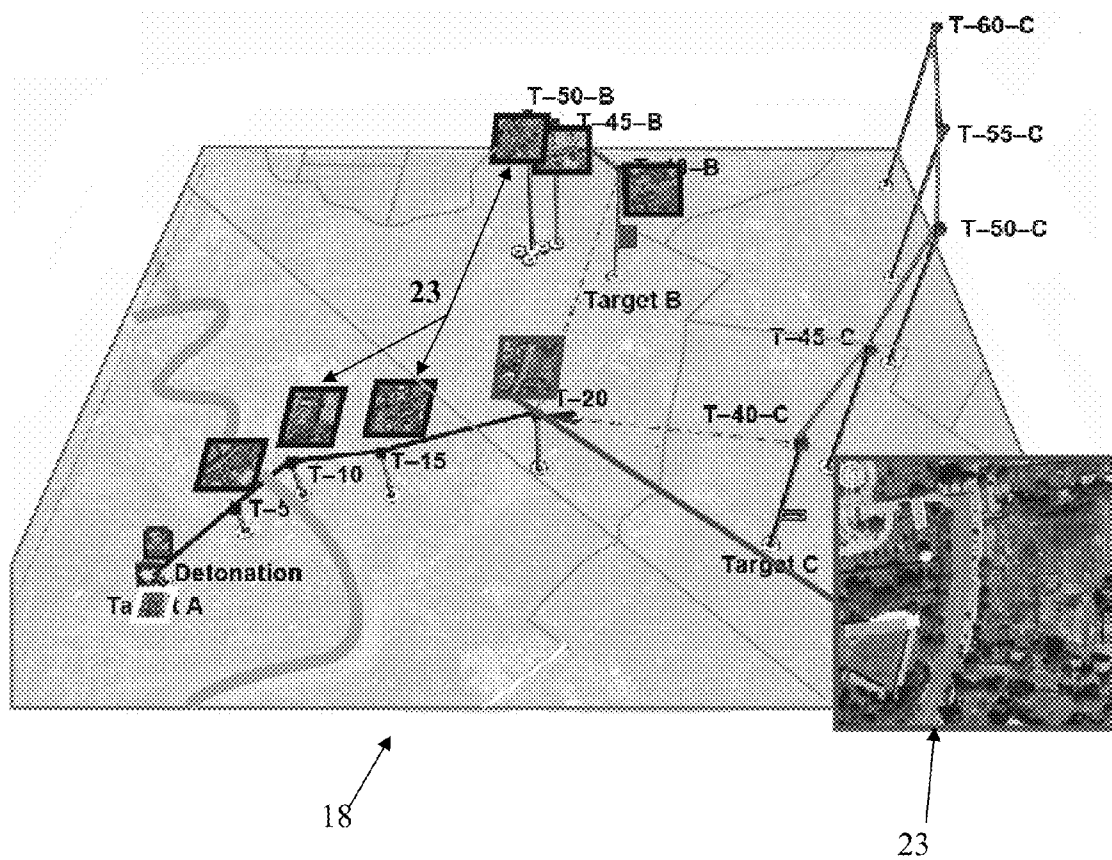 T-60-C
T-50-B
T-45-B
T-55-C
T-50-C
23
Target B
T-45-C
T-20
T-40-C
T-15
T-10
T-5
Detonation
Target C
18
23